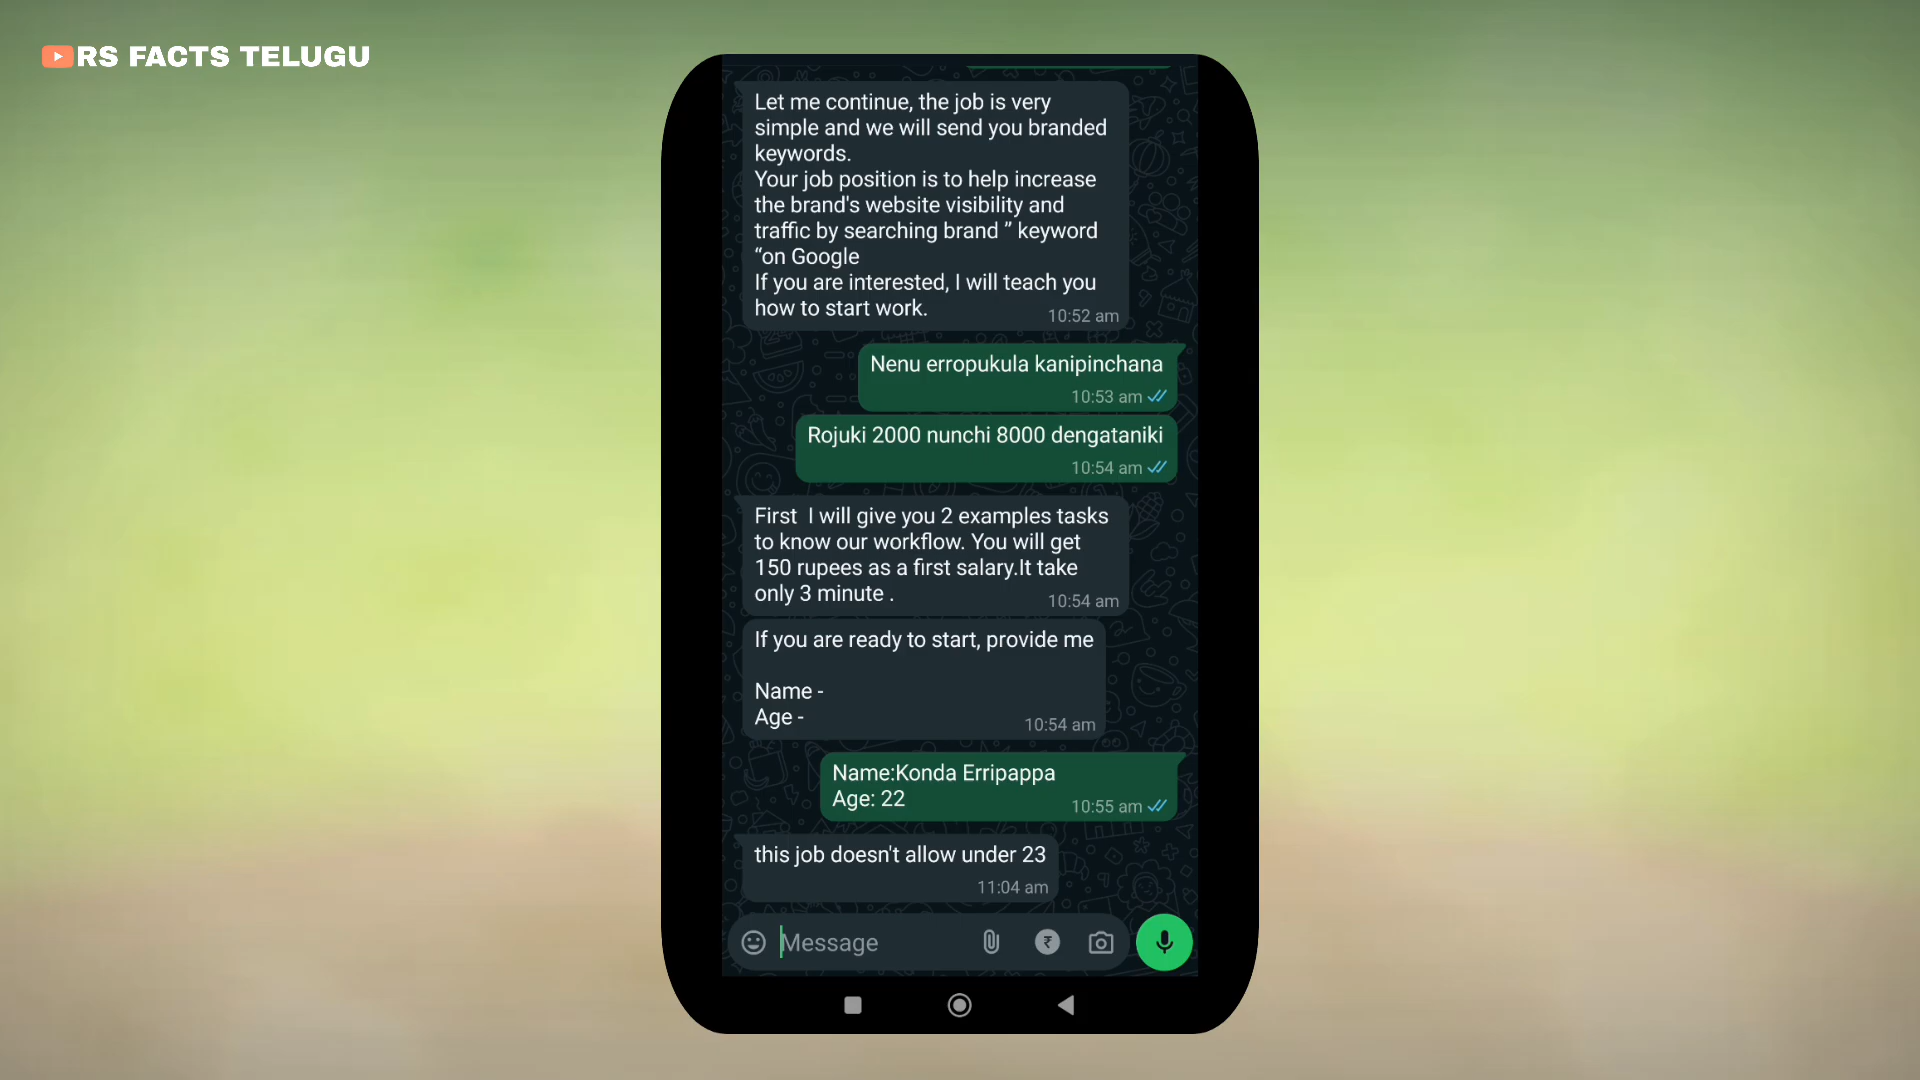 RS FACTS TELUGU
Let me continue, the job is very
simple and we will send you branded
keywords.
Your job position is to help increase
the brand's website visibility and
traffic by searching brand ” keyword
“on Google
If you are interested, I will teach you
how to start work.
10:52 am
Nenu erropukula kanipinchana
10:53 am
Rojuki 2000 nunchi 8000 dengataniki
10:54 am
First  I will give you 2 examples tasks
to know our workflow. You will get
150 rupees as a first salary.It take
only 3 minute .
10:54 am
If you are ready to start, provide me
Name -
Age -
10:54 am
Name:Konda Erripappa
Age: 22
10:55 am
this job doesn't allow under 23
11:04 am
Message